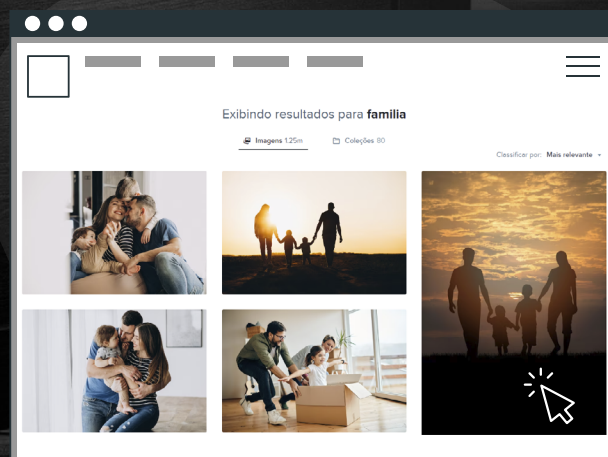 Exibindo resultados para familia
Imagens 1.25m
Coleções 80
Classificar por: Mais relevante